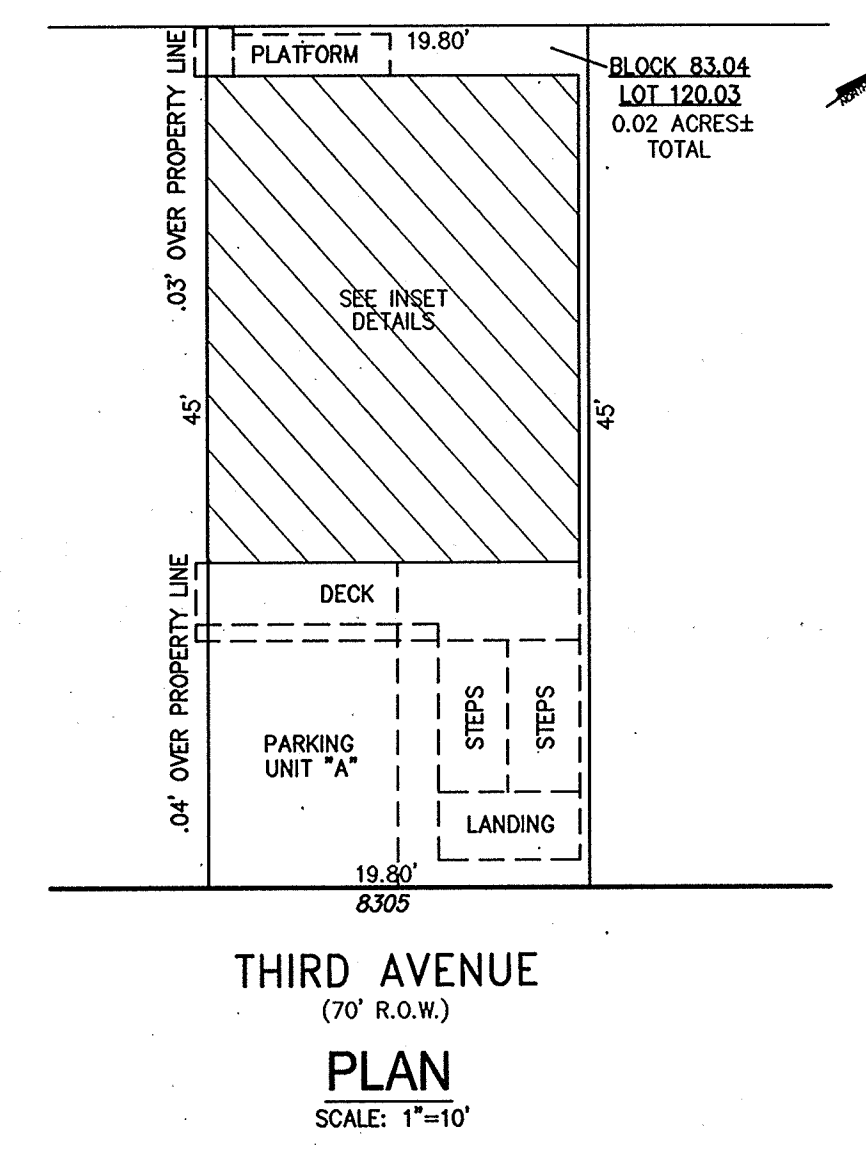 PLATFORM
19.80'
BLOCK 83.04
LOT 120.03
0.02 ACRES±
TOTAL
.03' OVER PROPERTY LINE
SEE INSET
DETAILS
45'
45'
DECK
.04' OVER PROPERTY LINE
STEPS
STEPS
PARKING
UNIT "A"
LANDING
19.80'
8305
THIRD AVENUE
(70' R.O.W.)
PLAN
SCALE: 1"=10'